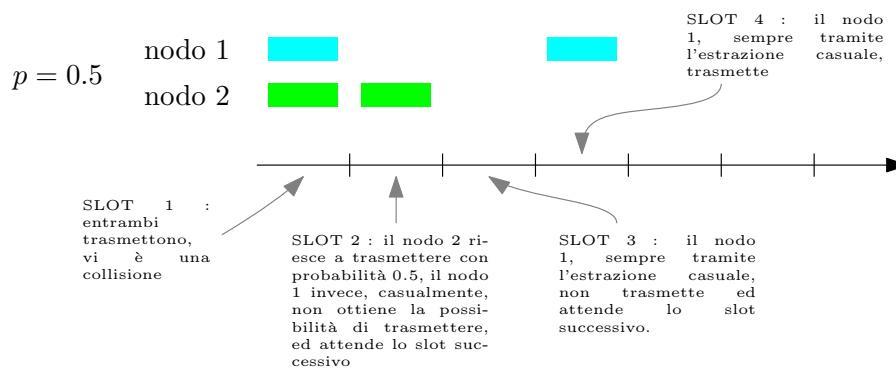 SLOT 4 : il nodo
1, sempre tramite
l'estrazione casuale,
trasmette
nodo 1
p = 0.5
nodo 2
SLOT 1 :
entrambi
trasmettono,
vi è una
collisione
SLOT 2 : il nodo 2 ri-
esce a trasmettere con
probabilità 0.5, il nodo
1 invece, casualmente,
non ottiene la possi-
bilità di trasmettere,
ed attende lo slot suc-
cessivo
SLOT 3 : il nodo
1, sempre tramite
l'estrazione casuale,
non trasmette ed
attende lo slot
successivo.